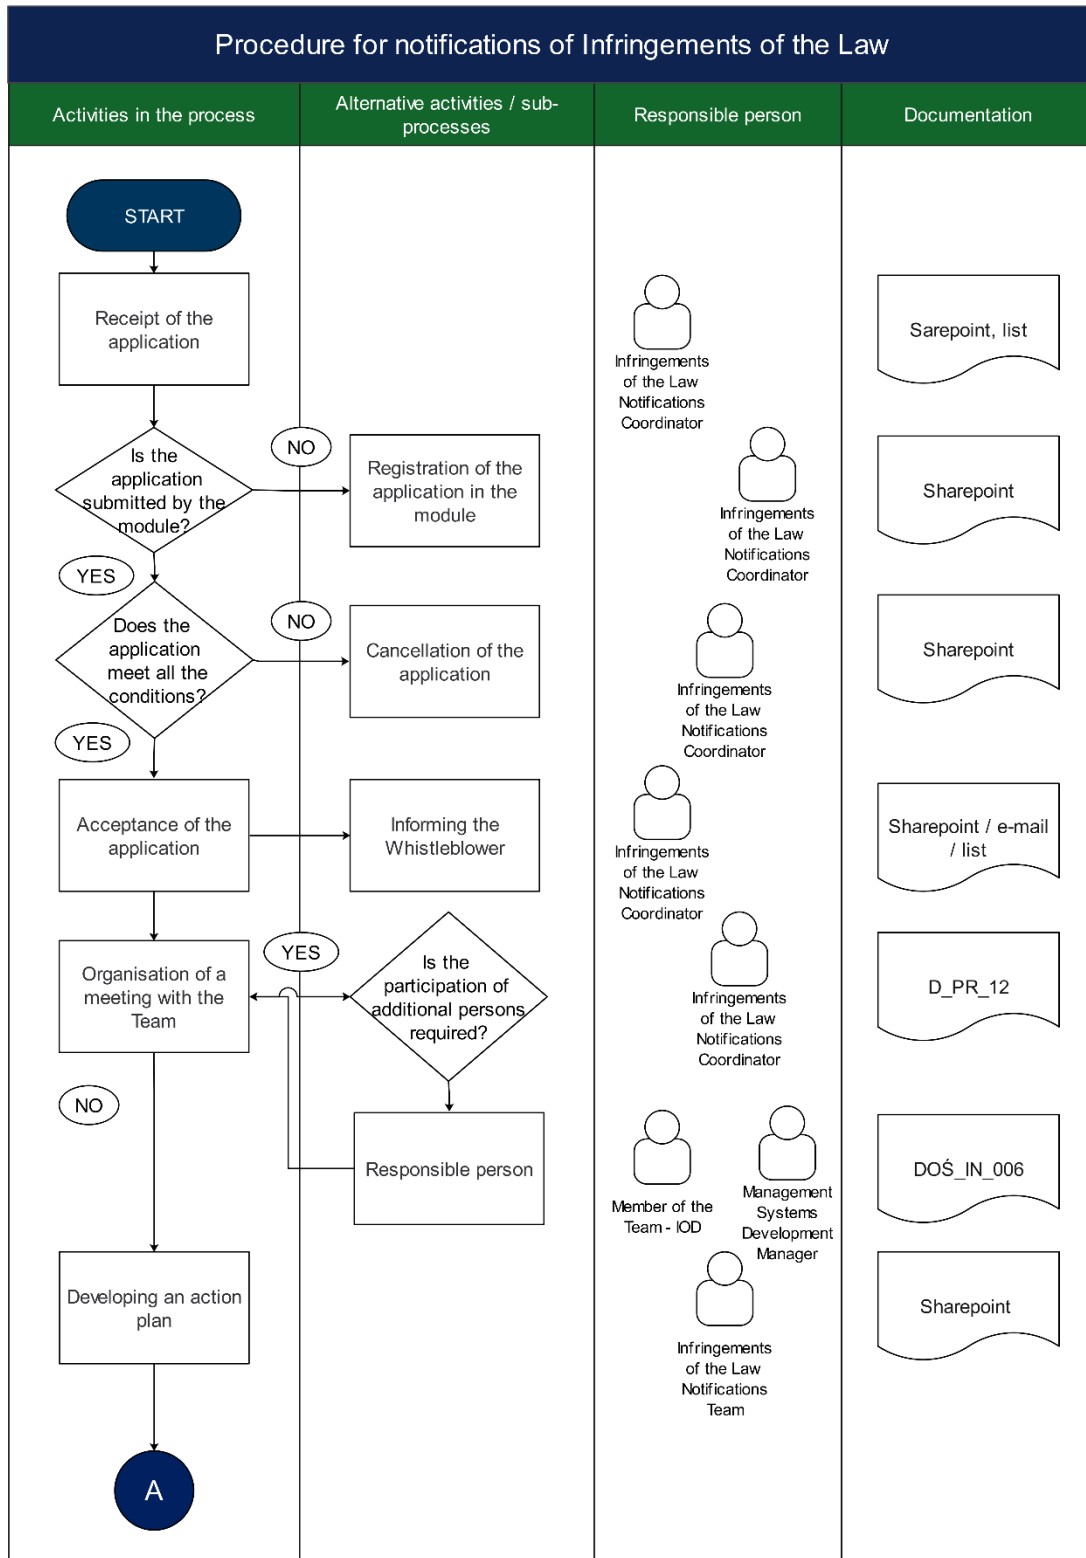 Procedure for notifications of Infringements of the Law
Activities in the process
Alternative activities / sub-
processes
Responsible person
Documentation
START
Receipt of the
application
Infringements
of the Law
Notifications
Coordinator
Sarepoint, list
Is the
application
submitted by the
module?
NO
Registration of the
application in the
module
Infringements
of the Law
Notifications
Coordinator
Sharepoint
YES
Does the
application
meet all the
conditions?
NO
Cancellation of the
application
Infringements
of the Law
Notifications
Coordinator
Sharepoint
YES
Acceptance of the
application
Informing the
Whistleblower
Infringements
of the Law
Notifications
Coordinator
Sharepoint / e-mail
/ list
Organisation of a
meeting with the
Team
YES
Is the
participation of
additional persons
required?
Infringements
of the Law
Notifications
Coordinator
D_PR_12
NO
Responsible person
Member of the
Team - IOD
Management
Systems
Development
Manager
DOŚ_IN_006
Developing an action
plan
Infringements
of the Law
Notifications
Team
Sharepoint
A